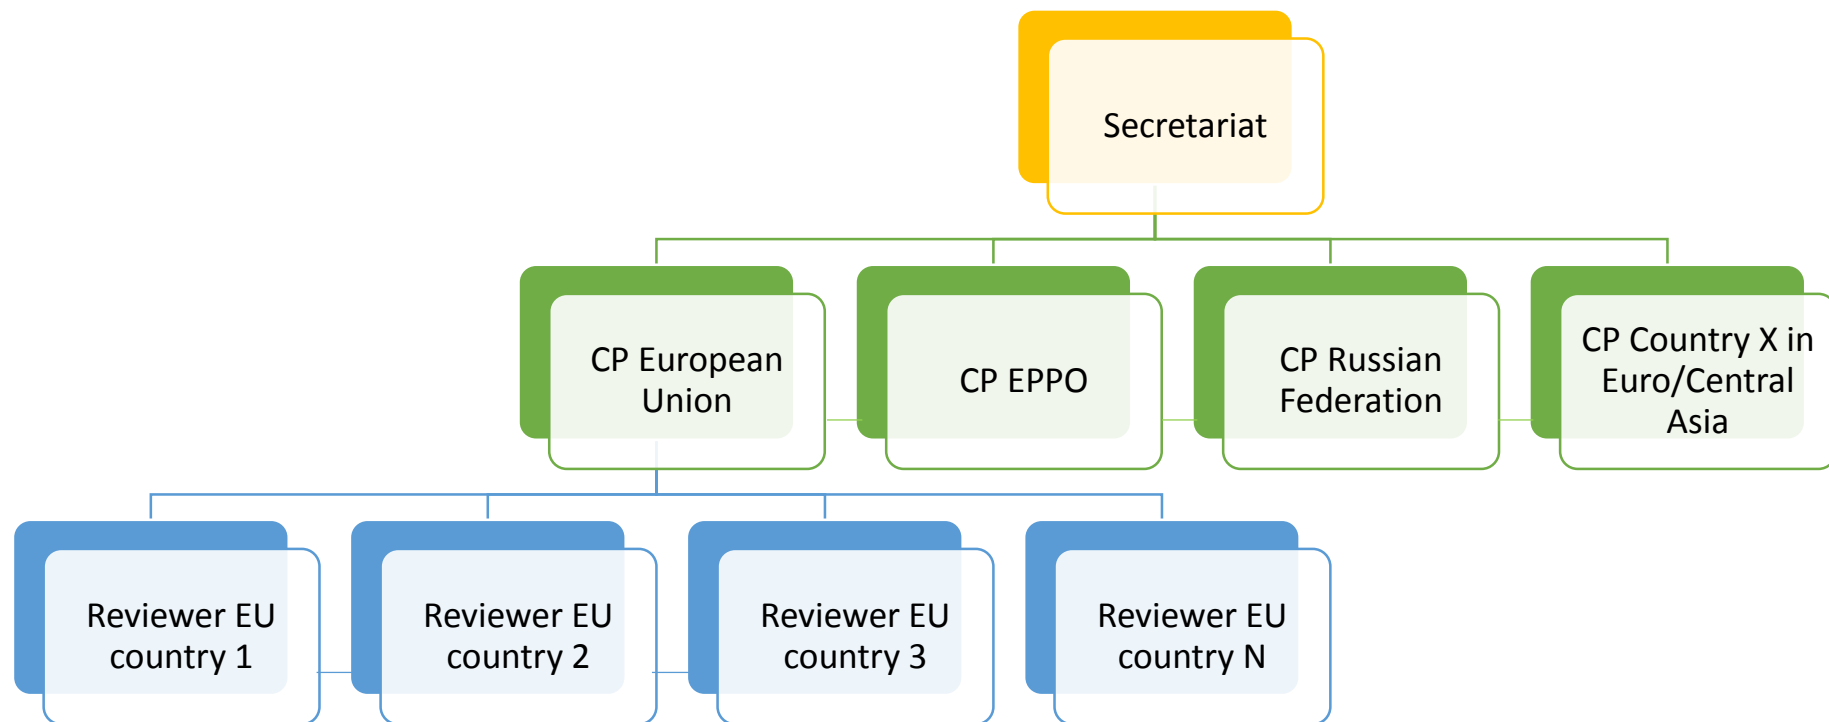 Secretariat
CP European
Union
CP EPPO
CP Russian
Federation
CP Country X in
Euro/Central
Asia
Reviewer EU
country 1
Reviewer EU
country 2
Reviewer EU
country 3
Reviewer EU
country N